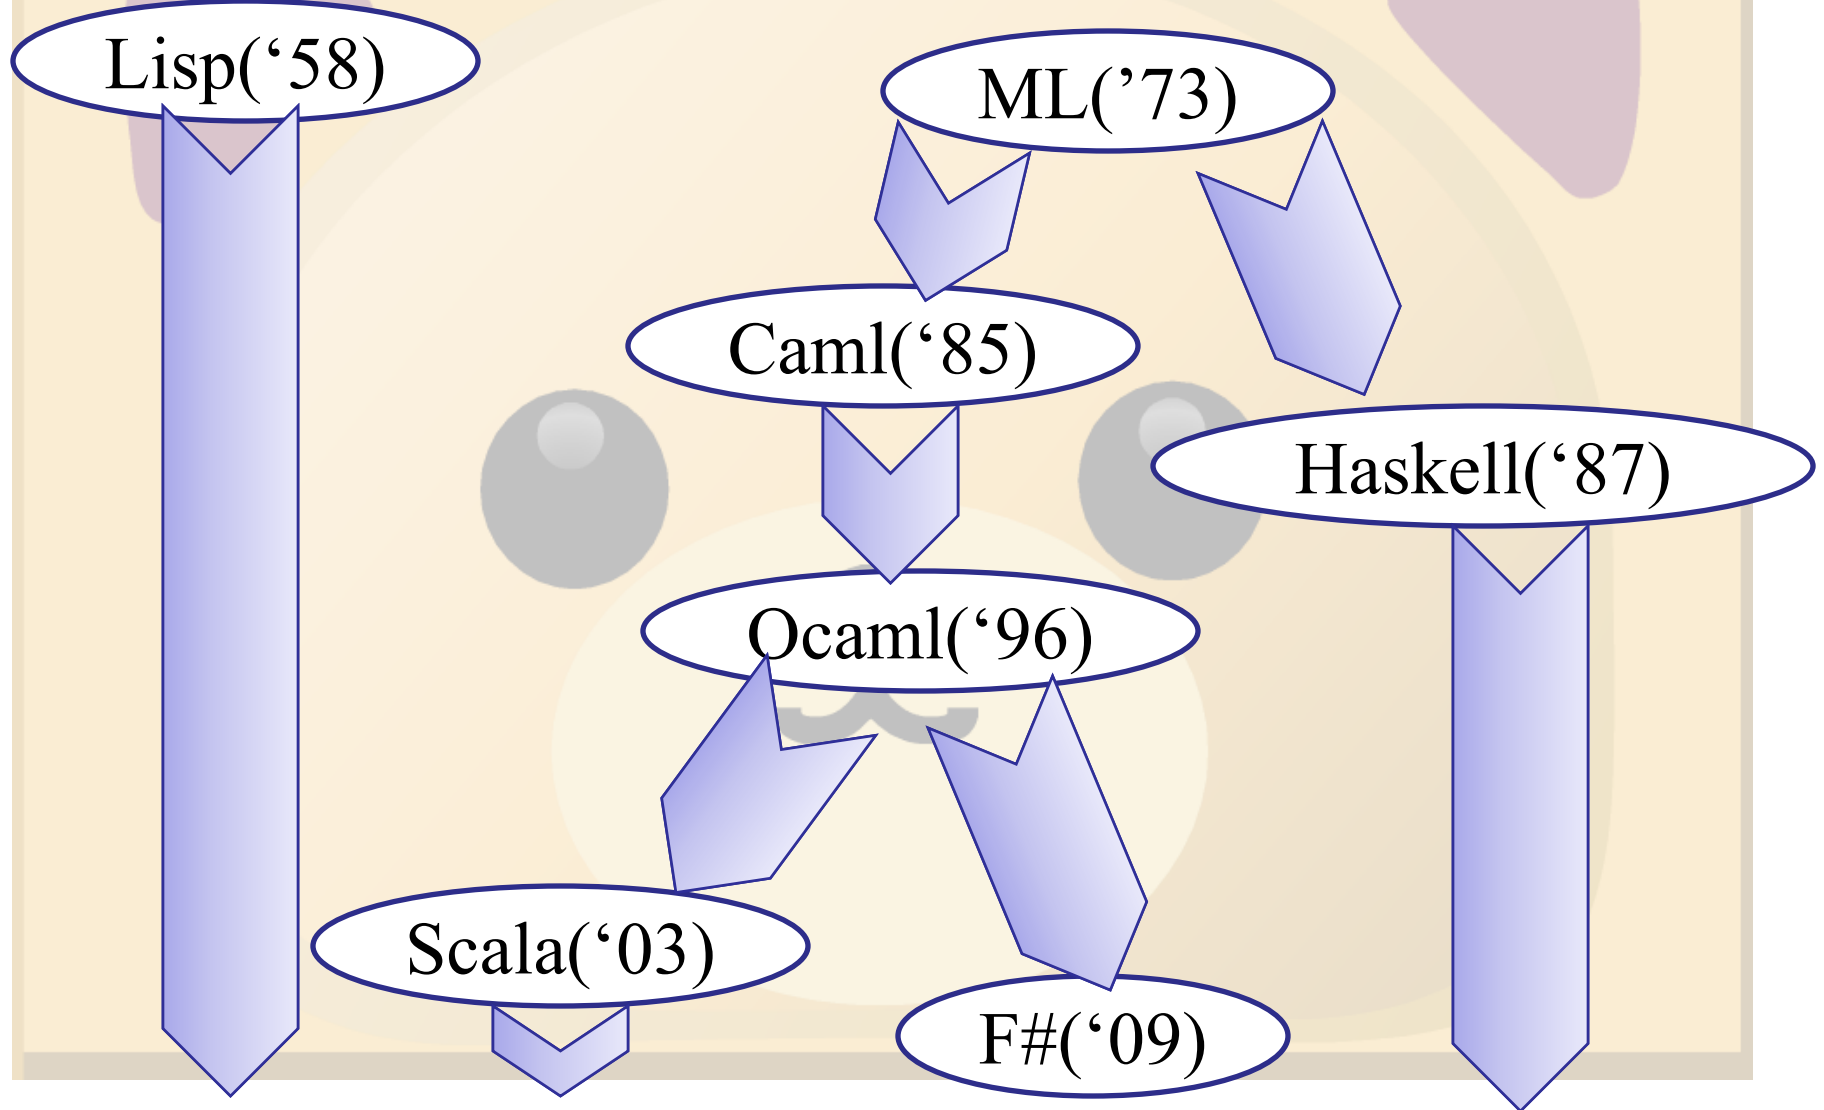 Lisp(‘58)
ML(’73)
Caml(‘85)
Haskell(‘87)
Ocaml(‘96)
Scala(‘03)
F#(‘09)